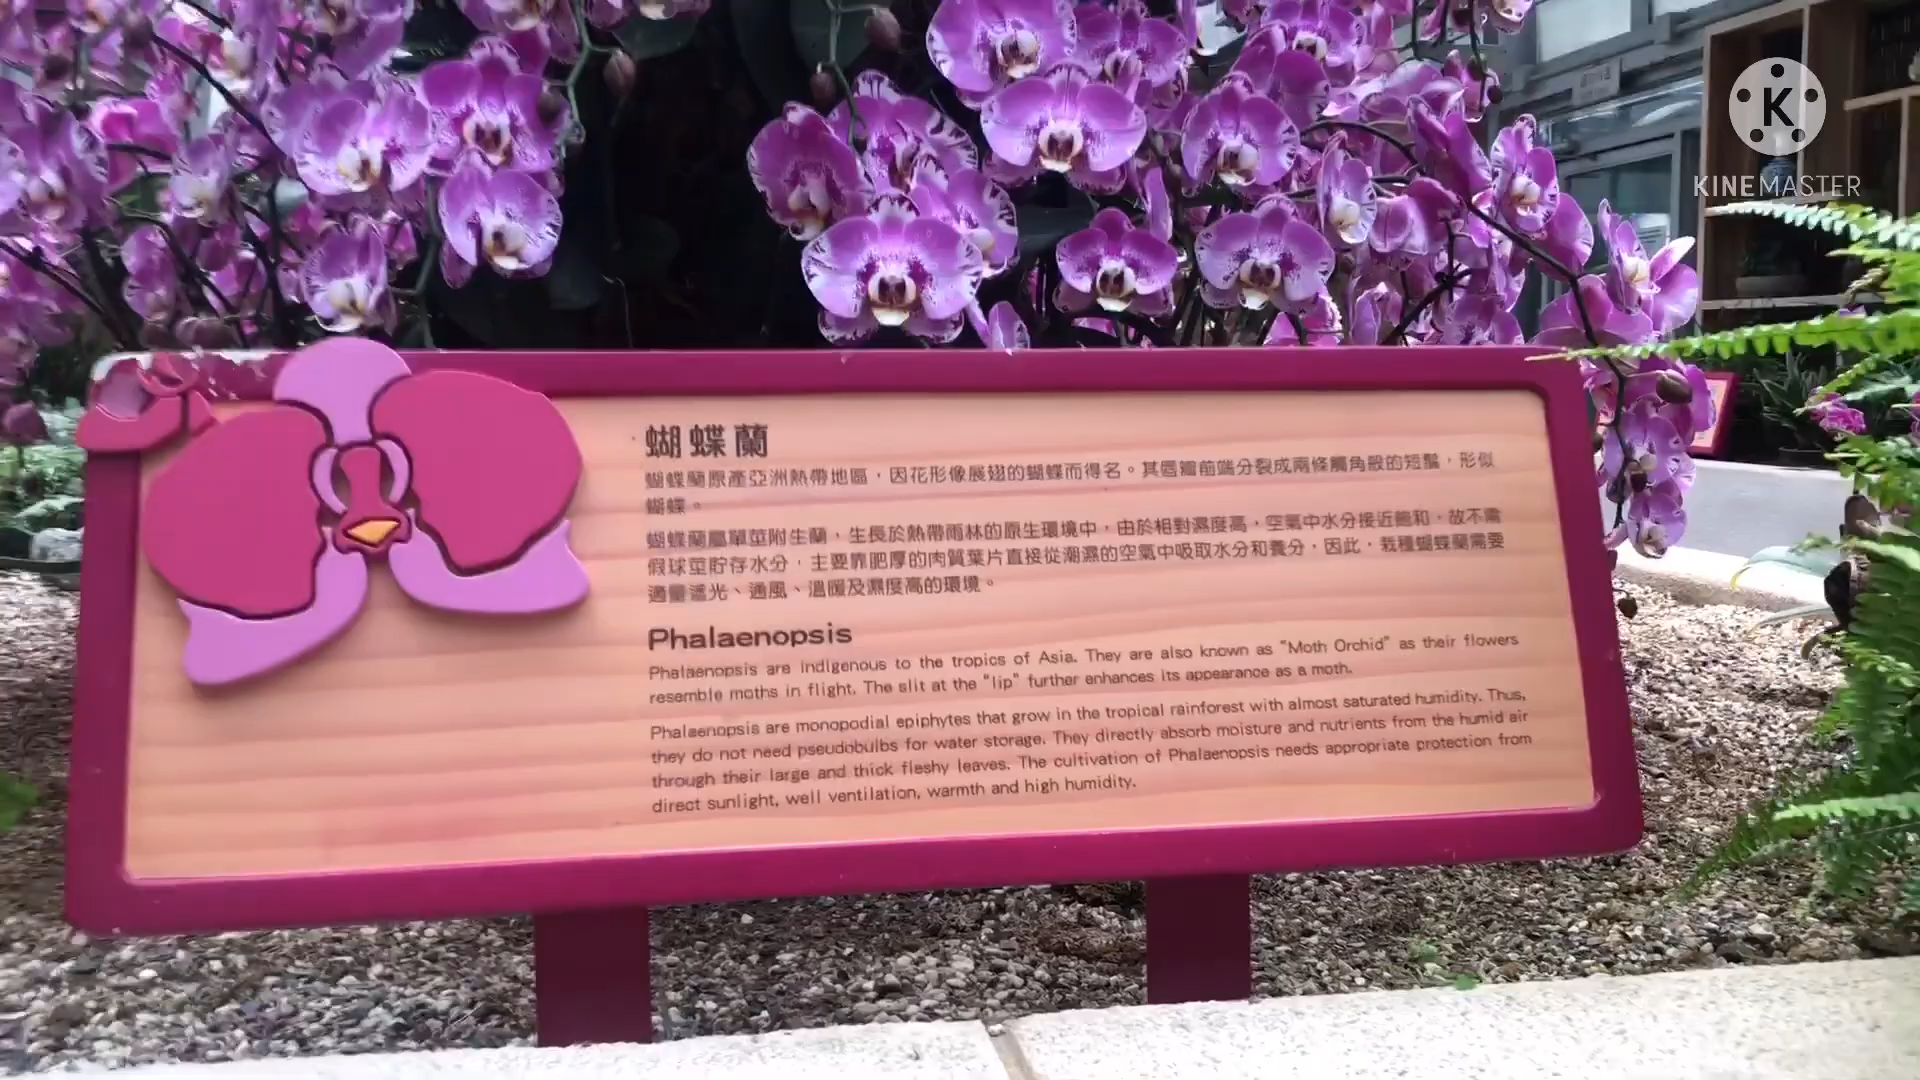 K
KINEMASTER
蝴蝶蘭
蝴蝶蘭原產亞洲熱帶地區，因花形像展翅的蝴蝶而得名。其唇瓣前端分裂成兩條觸角般的短鬚，形似
蝴蝶。
蝴蝶蘭屬單莖附生蘭，生長於熱帶雨林的原生環境中，由於相對濕度高，空氣中水分接近飽和，故不需
假球莖貯存水分，主要靠肥厚的肉質葉片直接從潮濕的空氣中吸取水分和養分，因此，栽種蝴蝶蘭需要
適量遮光、通風、溫暖及濕度高的環境。
Phalaenopsis
Phalaenopsis are indigenous to the tropics of Asia. They are also known as "Moth Orchid" as their flowers
resemble moths in flight. The slit at the "lip" further enhances its appearance as a moth.
Phalaenopsis are monopodial epiphytes that grow in the tropical rainforest with almost saturated humidity. Thus,
they do not need pseudobulbs for water storage. They directly absorb moisture and nutrients from the humid air
through their large and thick fleshy leaves. The cultivation of Phalaenopsis needs appropriate protection from
direct sunlight, well ventilation, warmth and high humidity.